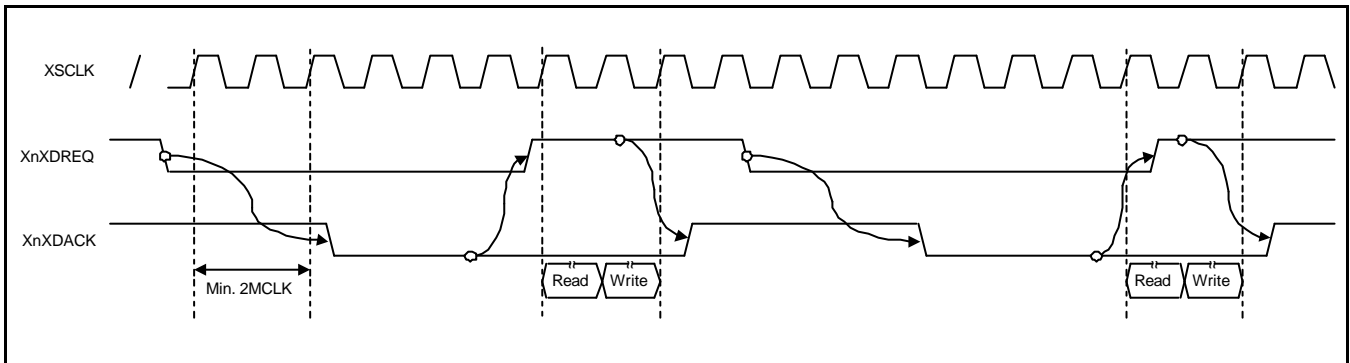 XSCLK
XnXDREQ
XnXDACK
Read Write Read Write
Min. 2MCLK